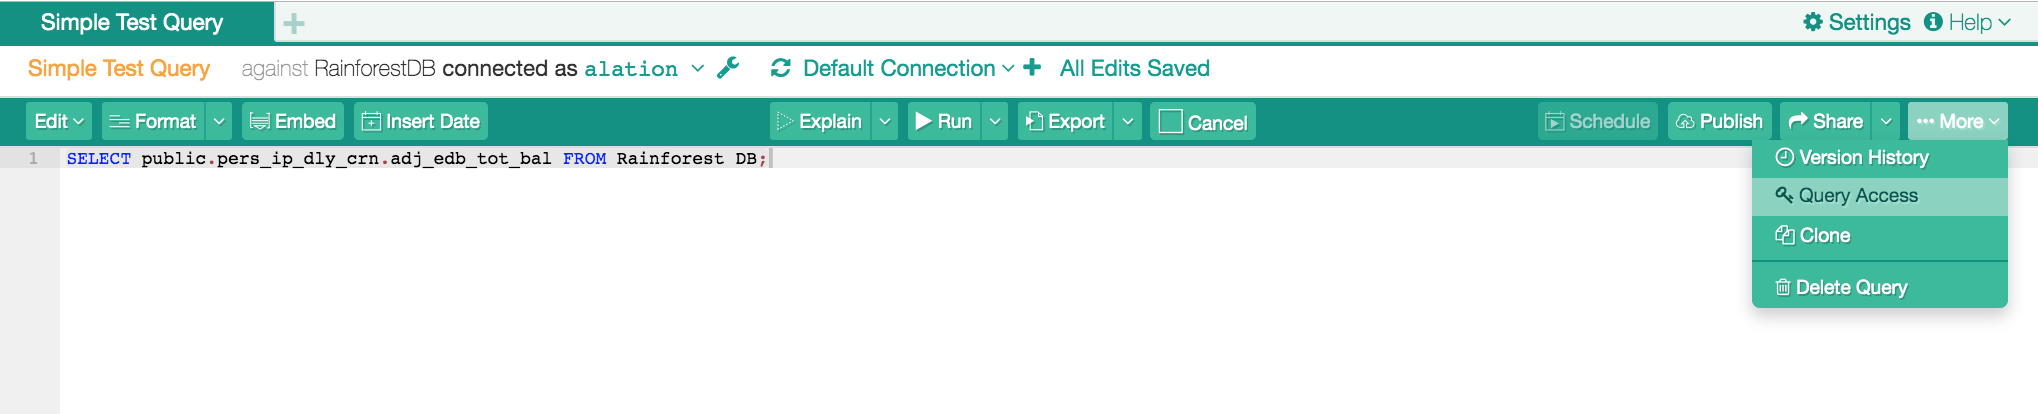 Simple Test Query Settings Help
Simple Test Query against RainforestDB connected as alation Default Connection All Edits Saved
Edit Format Embed Insert Date Explain Run Export Cancel Schedule Publish Share More
1 SELECT public.pers_ip_dly_crn.adj_edb_tot_bal FROM Rainforest DB;
Version History
Query Access
Clone
Delete Query